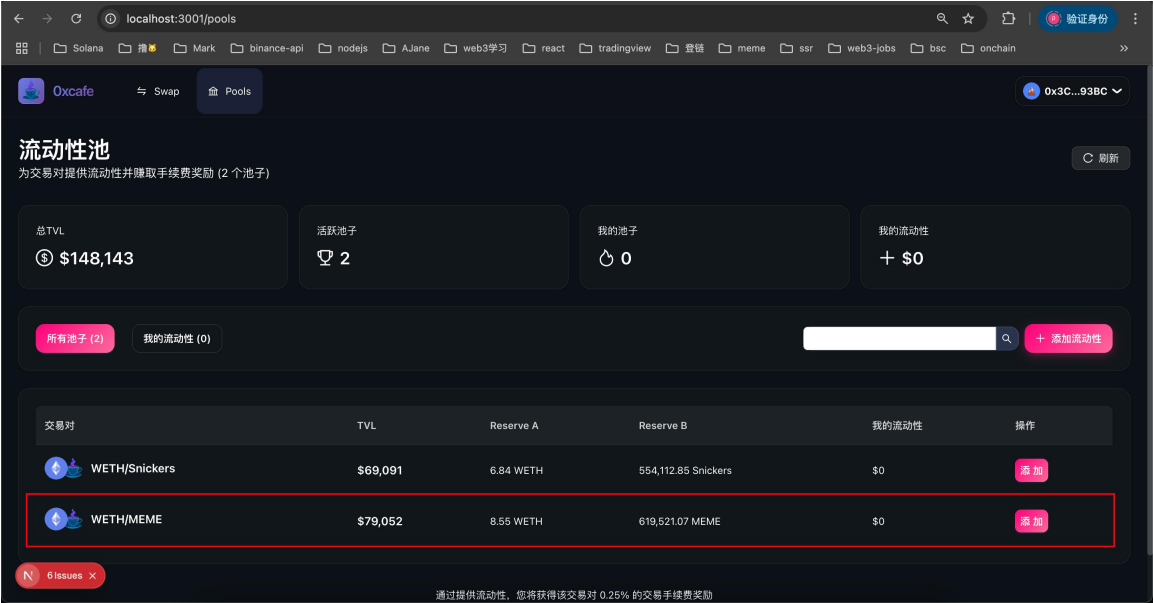 localhost:3001/pools
验证身份
Solana 撸 Mark binance-api nodejs AJane web3学习 react tradingview 登链 meme ssr web3-jobs bsc onchain
0xcafe Swap Pools 0x3C...93BC
流动性池
为交易对提供流动性并赚取手续费奖励 (2 个池子)
刷新
总TVL 活跃池子 我的池子 我的流动性
$148,143 2 0 $0
所有池子 (2) 我的流动性 (0) 添加流动性
交易对 TVL Reserve A Reserve B 我的流动性 操作
WETH/Snickers $69,091 6.84 WETH 554,112.85 Snickers $0 添加
WETH/MEME $79,052 8.55 WETH 619,521.07 MEME $0 添加
N 6 Issues
通过提供流动性，您将获得该交易对 0.25% 的交易手续费奖励